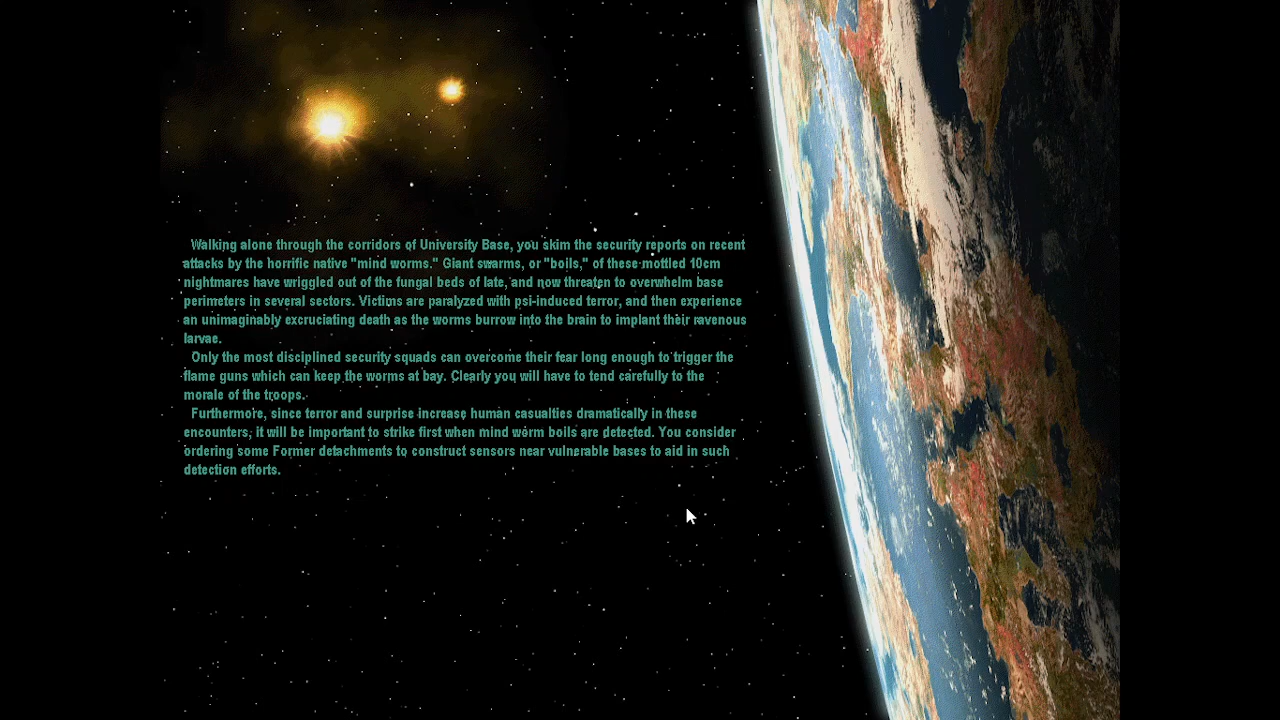 Walking alone through the corridors of University Base, you skim the security reports on recent
attacks by the horrific native "mind worms." Giant swarms, or "boils," of these mottled 10cm
nightmares have wriggled out of the fungal beds of late, and now threaten to overwhelm base
perimeters in several sectors. Victims are paralyzed with psi-induced terror, and then experience
an unimaginably excruciating death as the worms burrow into the brain to implant their ravenous
larvae.
Only the most disciplined security squads can overcome their fear long enough to trigger the
flame guns which can keep the worms at bay. Clearly you will have to tend carefully to the
morale of the troops.
Furthermore, since terror and surprise increase human casualties dramatically in these
encounters, it will be important to strike first when mind worm boils are detected. You consider
ordering some Former detachments to construct sensors near vulnerable bases to aid in such
detection efforts.